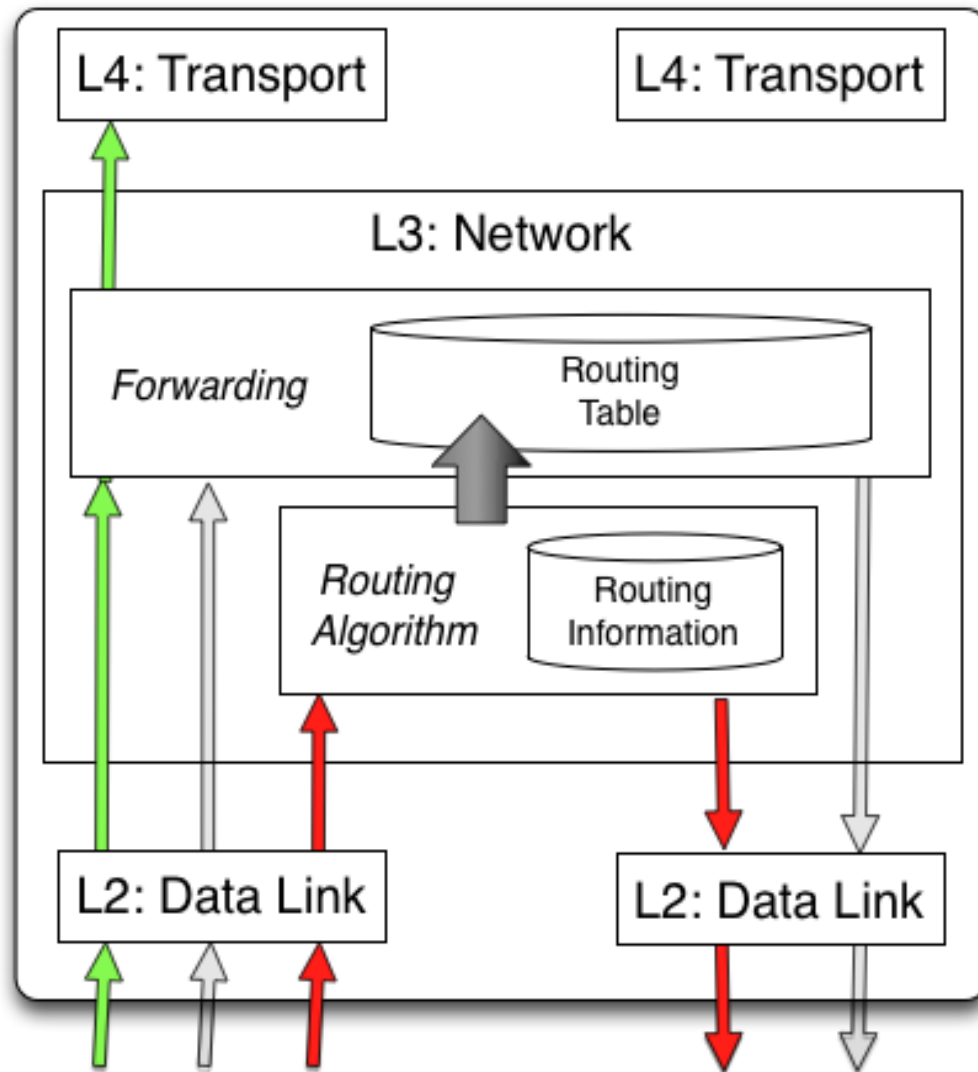 L4: Transport
L4: Transport
L3: Network
Forwarding
Routing
Table
Routing
Algorithm
Routing
Information
L2: Data Link
L2: Data Link